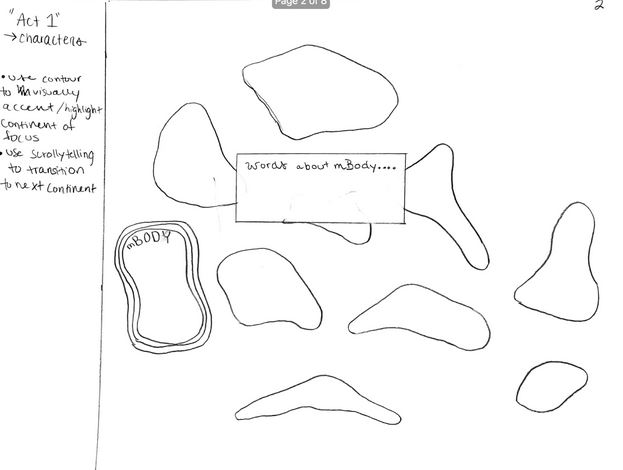 Page 2 of 8
2
"Act 1"
→ characters
• use contour
to visually
accent/highlight
continent of
focus
• use scrollytelling
to transition
to next continent
words about mBody....
mBODY